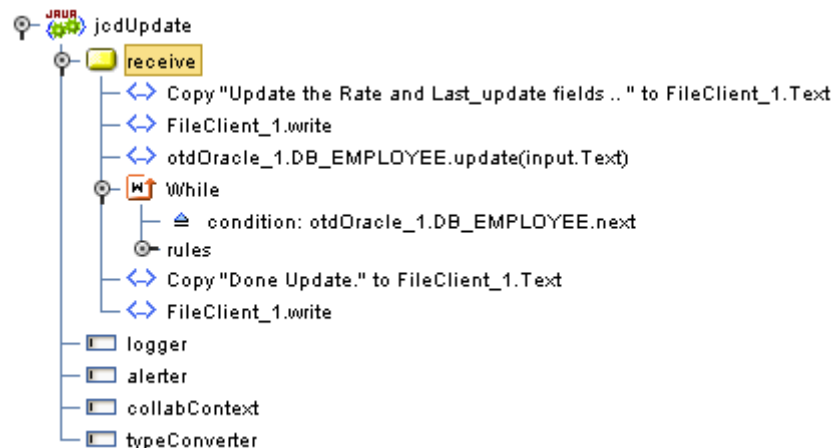 JAVA
jcdUpdate
receive
Copy "Update the Rate and Last_update fields .. " to FileClient_1.Text
FileClient_1.write
otdOracle_1.DB_EMPLOYEE.update(input.Text)
W While
condition: otdOracle_1.DB_EMPLOYEE.next
rules
Copy "Done Update." to FileClient_1.Text
FileClient_1.write
logger
alerter
collabContext
typeConverter